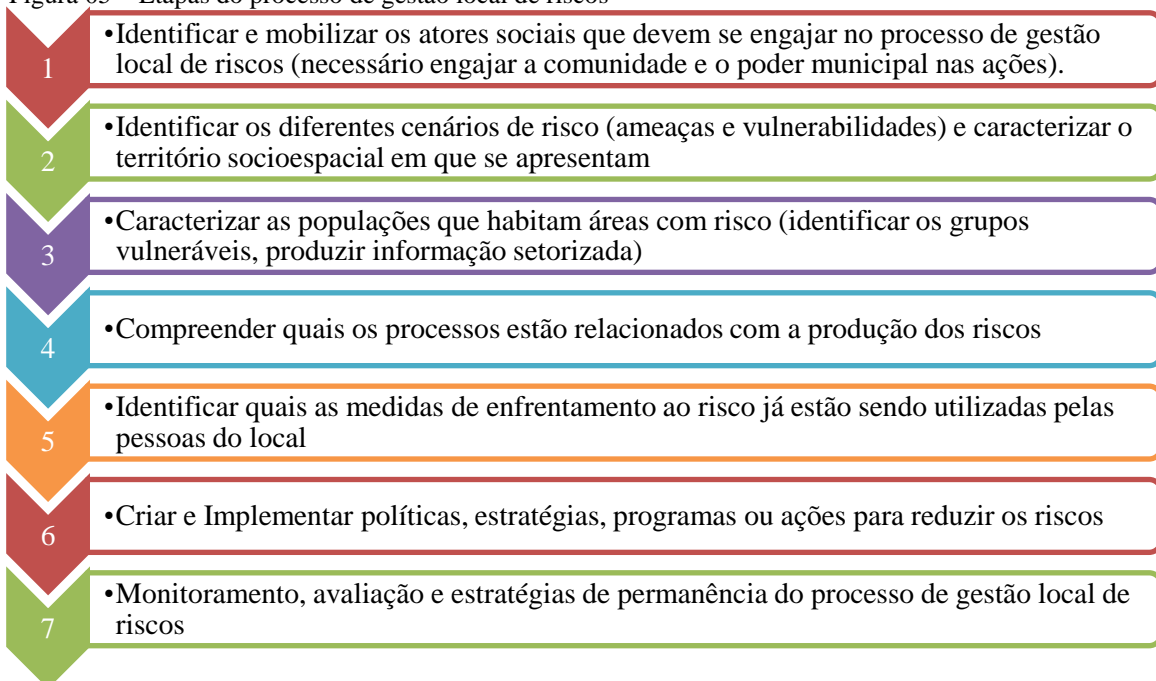 Figura 05 – Etapas do processo de gestão local de riscos
1
•Identificar e mobilizar os atores sociais que devem se engajar no processo de gestão
local de riscos (necessário engajar a comunidade e o poder municipal nas ações).
2
•Identificar os diferentes cenários de risco (ameaças e vulnerabilidades) e caracterizar o
território socioespacial em que se apresentam
3
•Caracterizar as populações que habitam áreas com risco (identificar os grupos
vulneráveis, produzir informação setorizada)
4
•Compreender quais os processos estão relacionados com a produção dos riscos
5
•Identificar quais as medidas de enfrentamento ao risco já estão sendo utilizadas pelas
pessoas do local
6
•Criar e Implementar políticas, estratégias, programas ou ações para reduzir os riscos
7
•Monitoramento, avaliação e estratégias de permanência do processo de gestão local de
riscos